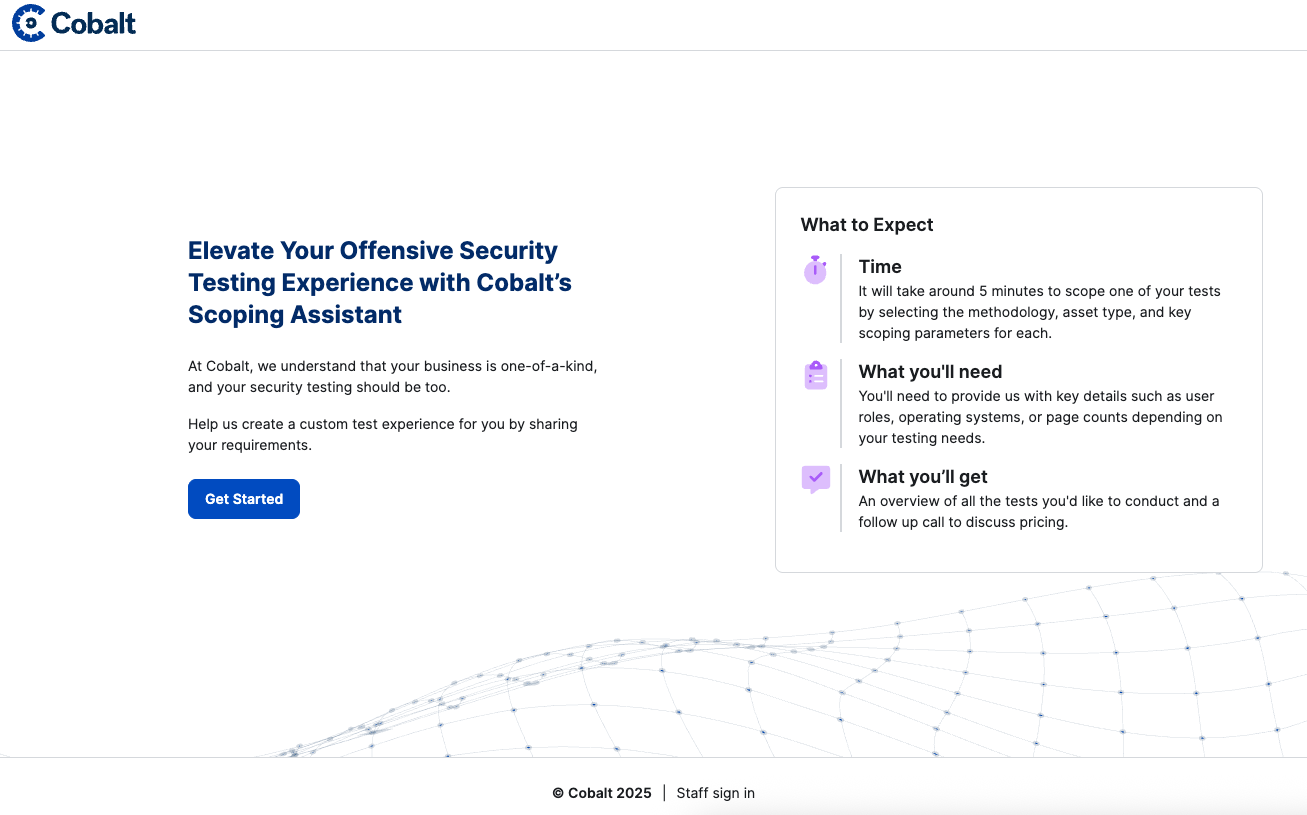 Cobalt
Elevate Your Offensive Security
Testing Experience with Cobalt’s
Scoping Assistant
At Cobalt, we understand that your business is one-of-a-kind,
and your security testing should be too.
Help us create a custom test experience for you by sharing
your requirements.
Get Started
What to Expect
Time
It will take around 5 minutes to scope one of your tests
by selecting the methodology, asset type, and key
scoping parameters for each.
What you'll need
You'll need to provide us with key details such as user
roles, operating systems, or page counts depending on
your testing needs.
What you’ll get
An overview of all the tests you'd like to conduct and a
follow up call to discuss pricing.
© Cobalt 2025 | Staff sign in